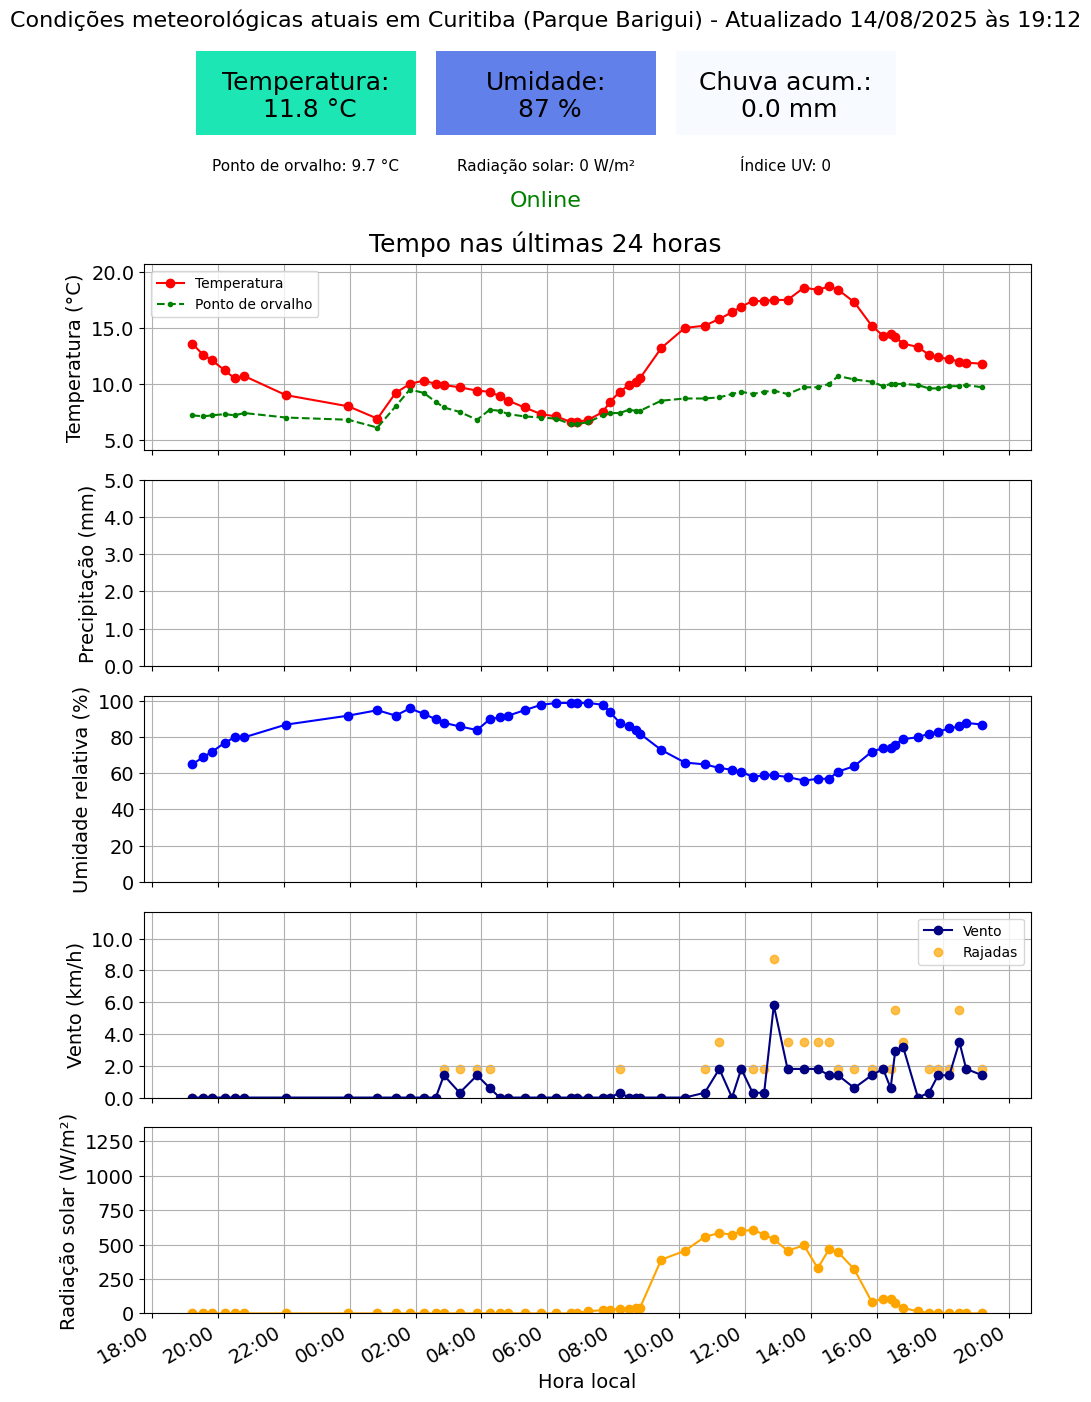 Condições meteorológicas atuais em Curitiba (Parque Barigui) - Atualizado 14/08/2025 às 19:12
Temperatura:
11.8 °C
Umidade:
87 %
Chuva acum.:
0.0 mm
Ponto de orvalho: 9.7 °C
Radiação solar: 0 W/m²
Índice UV: 0
Online
Tempo nas últimas 24 horas
Temperatura (°C)
20.0
15.0
10.0
5.0
Temperatura
Ponto de orvalho
Precipitação (mm)
5.0
4.0
3.0
2.0
1.0
0.0
Umidade relativa (%)
100
80
60
40
20
0
Vento (km/h)
10.0
8.0
6.0
4.0
2.0
0.0
Vento
Rajadas
Radiação solar (W/m²)
1250
1000
750
500
250
0
18:00
20:00
22:00
00:00
02:00
04:00
06:00
08:00
10:00
12:00
14:00
16:00
18:00
20:00
Hora local